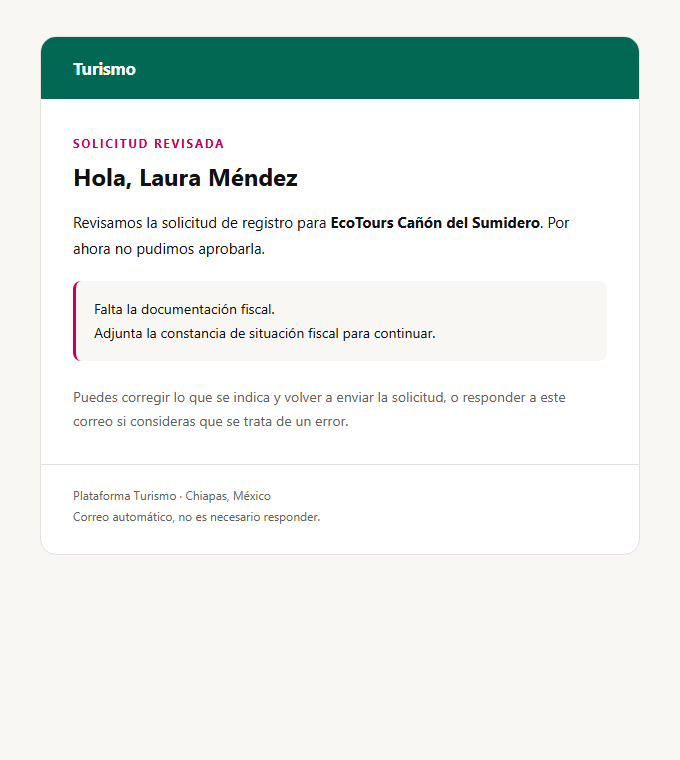 Turismo
SOLICITUD REVISADA
Hola, Laura Méndez
Revisamos la solicitud de registro para EcoTours Cañón del Sumidero. Por
ahora no pudimos aprobarla.
Falta la documentación fiscal.
Adjunta la constancia de situación fiscal para continuar.
Puedes corregir lo que se indica y volver a enviar la solicitud, o responder a este
correo si consideras que se trata de un error.
Plataforma Turismo · Chiapas, México
Correo automático, no es necesario responder.